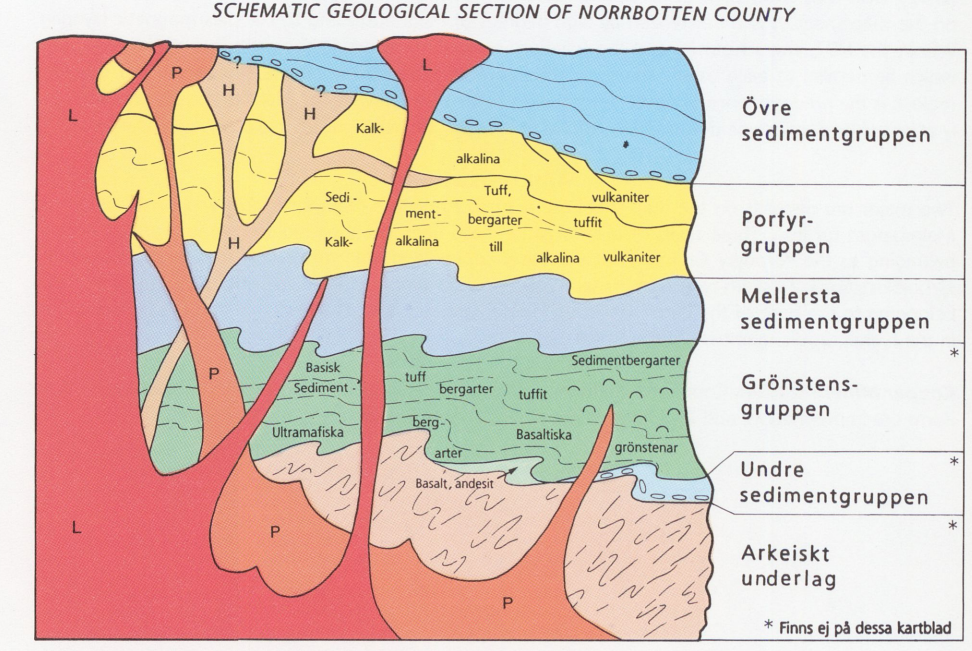 SCHEMATIC GEOLOGICAL SECTION OF NORRBOTTEN COUNTY
L
P
H
?
H
?
L
Kalk-
alkalina
vulkaniter
Sedi-
ment-
Tuff,
bergarter
tuffit
H
Kalk-
alkalina
till
alkalina
vulkaniter
Basisk
tuff
tuffit
Sedimentbergarter
Sediment-
bergarter
P
Ultramafiska
berg-
arter
Basaltiska
grönstenar
Basalt, andesit
L
P
P
Övre
sedimentgruppen
Porfyr-
gruppen
Mellersta
sedimentgruppen
*
Grönstens-
gruppen
*
Undre
sedimentgruppen
*
Arkeiskt
underlag
* Finns ej på dessa kartblad